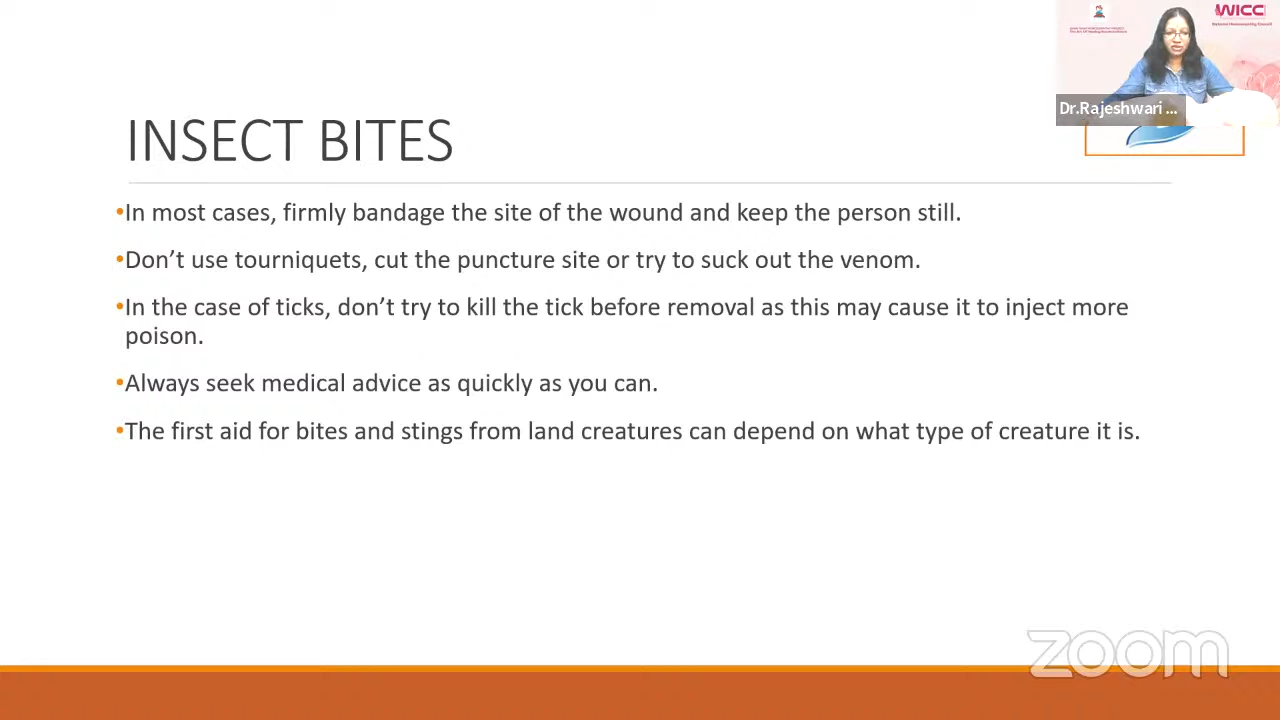 WICC
National Homoeopathy Council
Dr.Rajeshwari ...
INSECT BITES
•In most cases, firmly bandage the site of the wound and keep the person still.
•Don’t use tourniquets, cut the puncture site or try to suck out the venom.
•In the case of ticks, don’t try to kill the tick before removal as this may cause it to inject more
poison.
•Always seek medical advice as quickly as you can.
•The first aid for bites and stings from land creatures can depend on what type of creature it is.
zoom